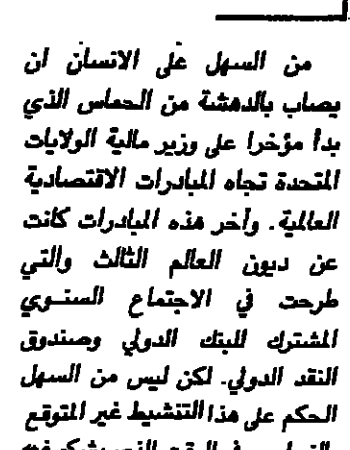 من السهل على الانسان ان
يصاب بالدهشة من الحماس الذي
بدأ مؤخرا على وزير مالية الولايات
المتحدة تجاه المبادرات الاقتصادية
العالمية. وآخر هذه المبادرات كانت
عن ديون العالم الثالث والتي
طرحت في الاجتماع السنوي
المشترك للبنك الدولي وصندوق
النقد الدولي. لكن ليس من السهل
الحكم على هذا التنشيط غير المتوقع